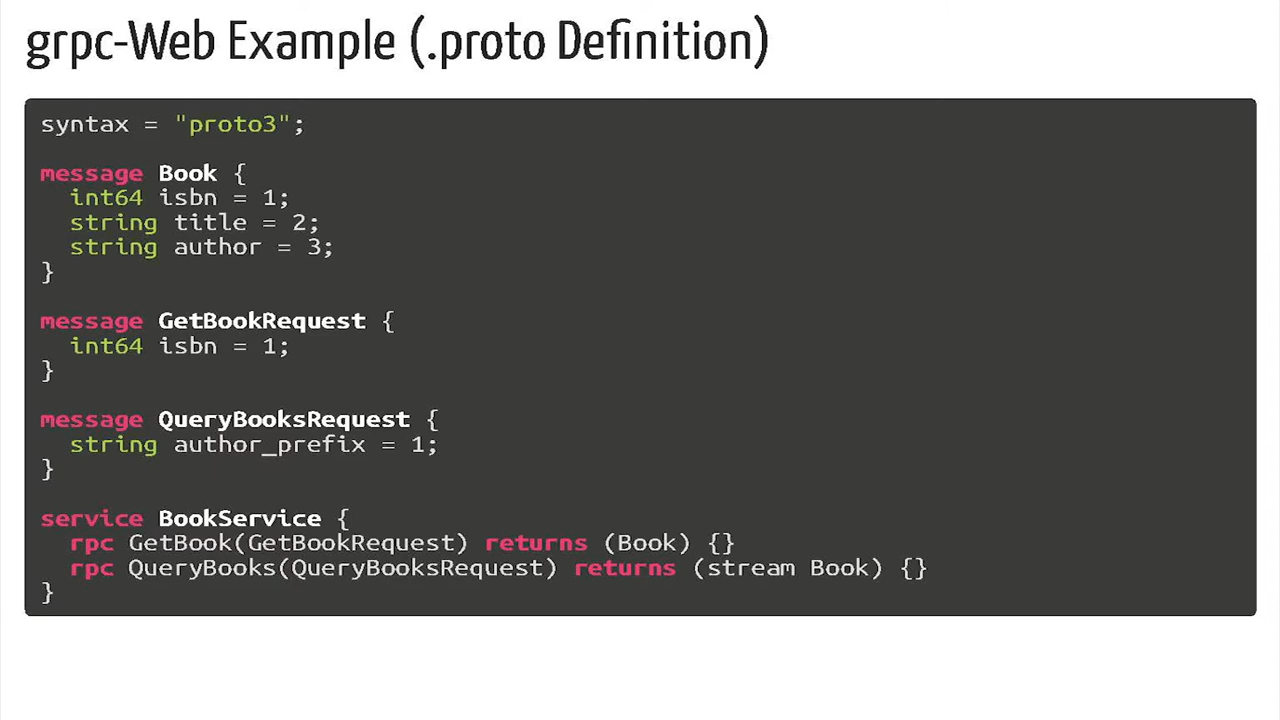 grpc-Web Example (.proto Definition)
syntax = "proto3";
message Book {
  int64 isbn = 1;
  string title = 2;
  string author = 3;
}
message GetBookRequest {
  int64 isbn = 1;
}
message QueryBooksRequest {
  string author_prefix = 1;
}
service BookService {
  rpc GetBook(GetBookRequest) returns (Book) {}
  rpc QueryBooks(QueryBooksRequest) returns (stream Book) {}
}